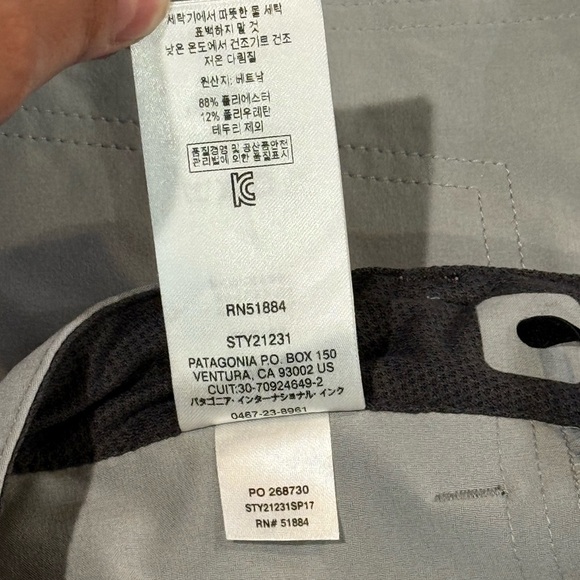 세탁기에서 따뜻한 물 세탁
표백하지 말 것
낮은 온도에서 건조기로 건조
저온 다림질
원산지: 베트남
88% 폴리에스터
12% 폴리우레탄
테두리 제외
품질경영 및 공산품안전
관리법에 의한 품질표시
KC
RN51884
STY21231
PATAGONIA P.O. BOX 150
VENTURA, CA 93002 US
CUIT:30-70924649-2
パタゴニア・インターナショナル・インク
0467-23-8961
PO 268730
STY21231SP17
RN# 51884